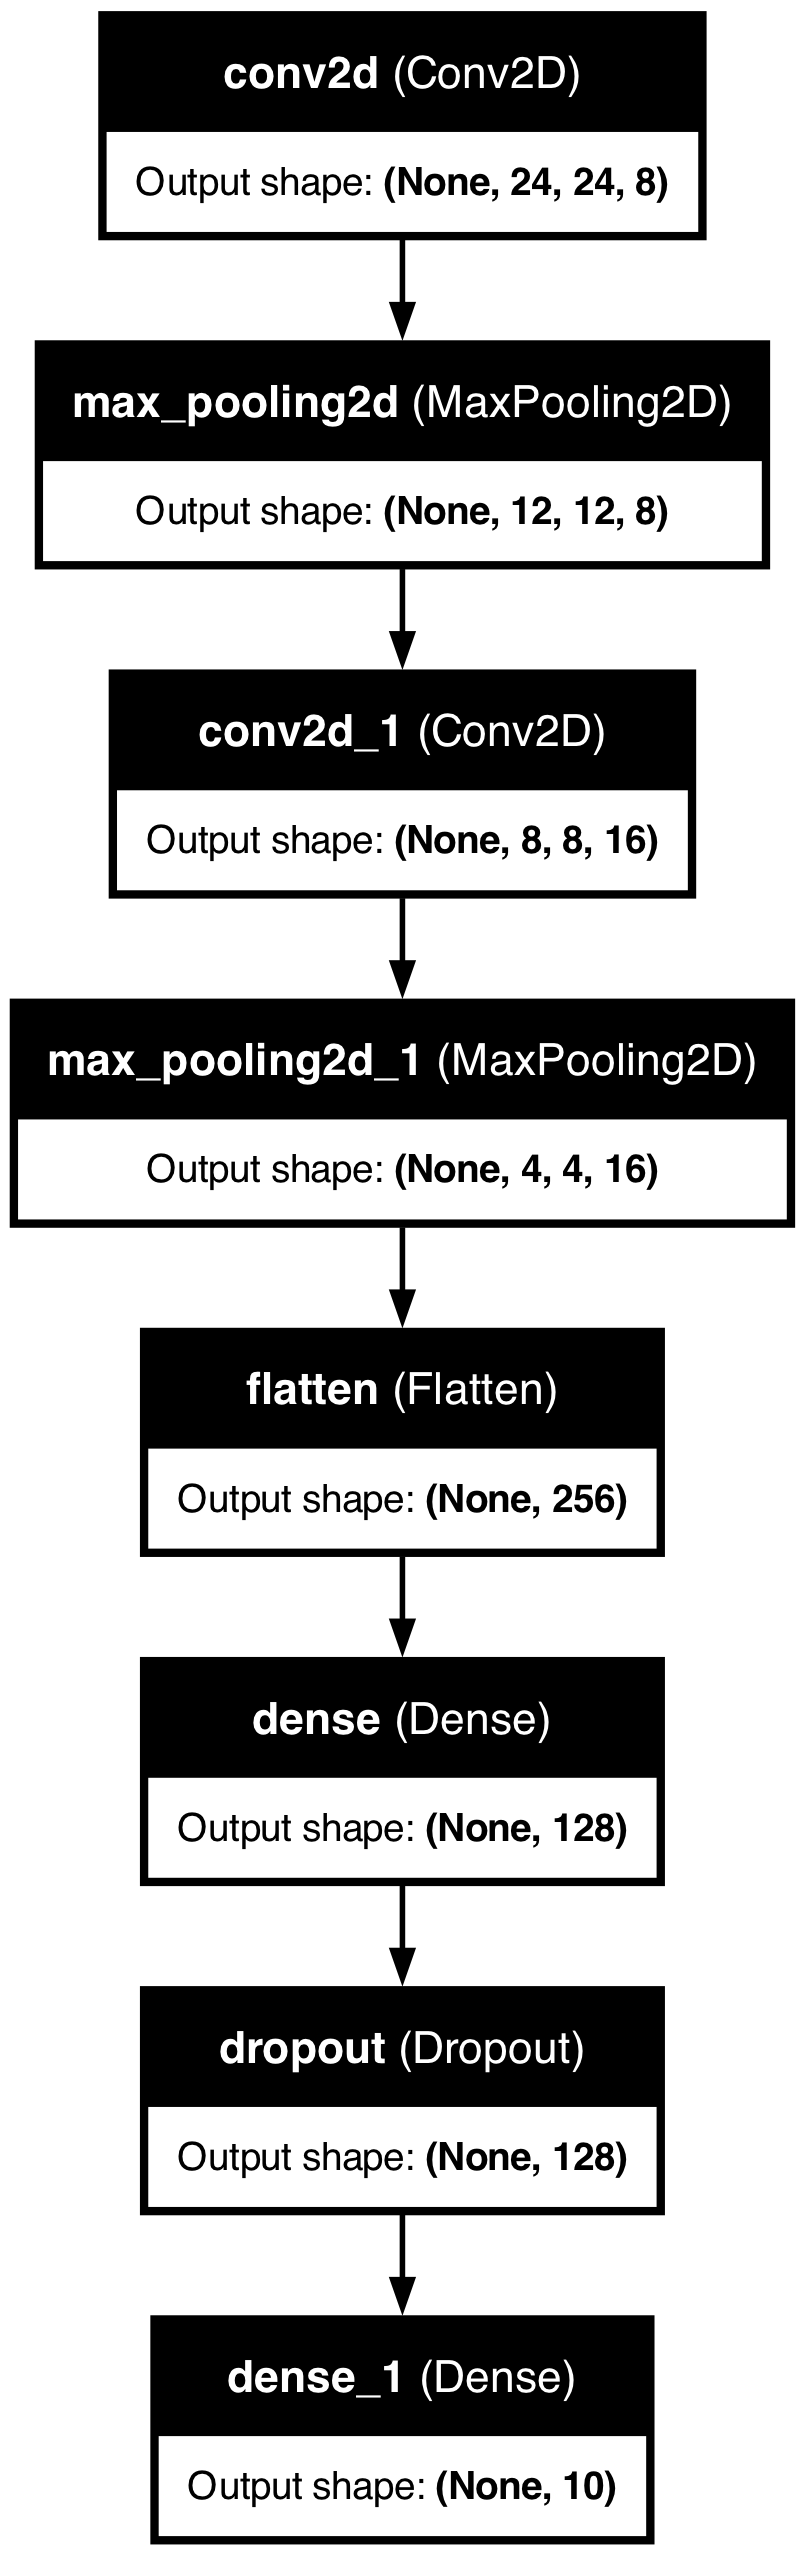 conv2d (Conv2D)
Output shape: (None, 24, 24, 8)
max_pooling2d (MaxPooling2D)
Output shape: (None, 12, 12, 8)
conv2d_1 (Conv2D)
Output shape: (None, 8, 8, 16)
max_pooling2d_1 (MaxPooling2D)
Output shape: (None, 4, 4, 16)
flatten (Flatten)
Output shape: (None, 256)
dense (Dense)
Output shape: (None, 128)
dropout (Dropout)
Output shape: (None, 128)
dense_1 (Dense)
Output shape: (None, 10)